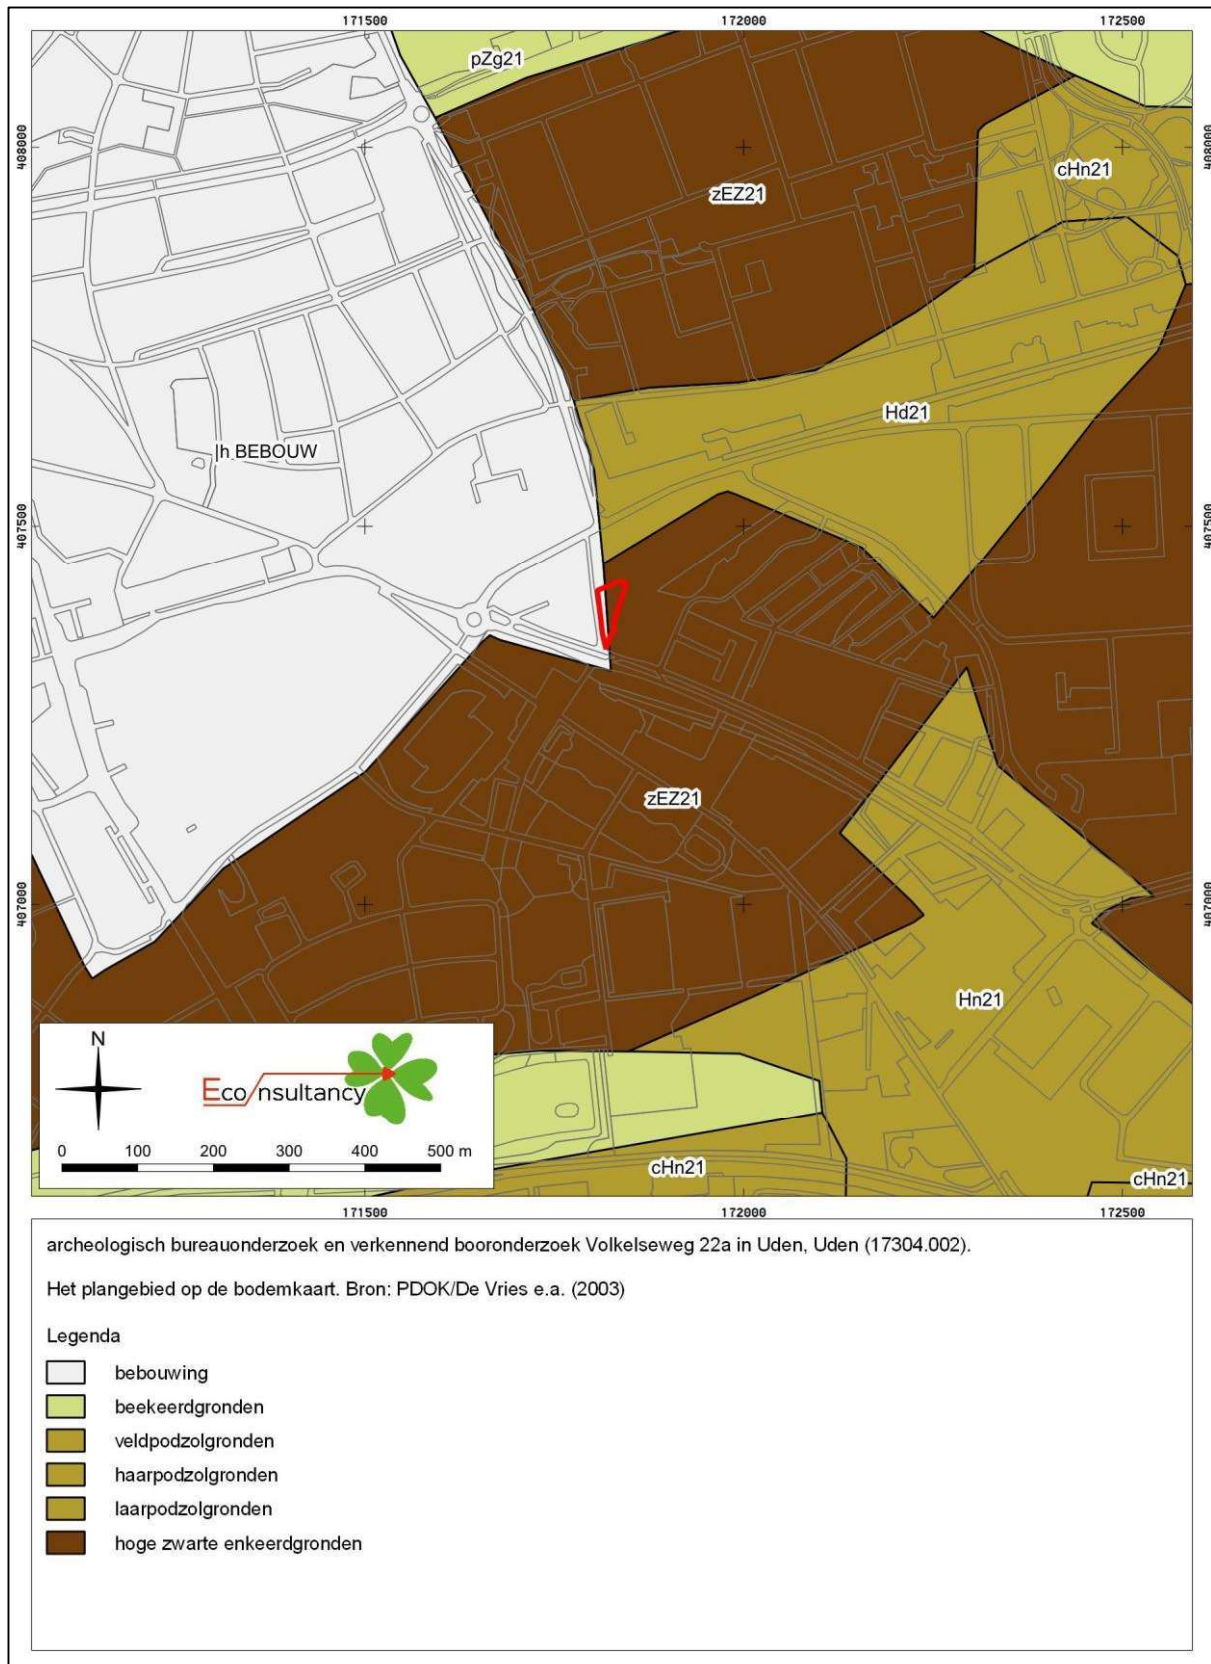 171500 172000 172500
pZg21
408000 408000
cHn21
zEZ21
Hd21
|h BEBOUW
407500 407500
zEZ21
407000 407000
Hn21
N
Econsultancy
0 100 200 300 400 500 m
cHn21
cHn21
171500 172000 172500
archeologisch bureauonderzoek en verkennend booronderzoek Volkelseweg 22a in Uden, Uden (17304.002).
Het plangebied op de bodemkaart. Bron: PDOK/De Vries e.a. (2003)
Legenda
bebouwing
beekeerdgronden
veldpodzolgronden
haarpodzolgronden
laarpodzolgronden
hoge zwarte enkeerdgronden